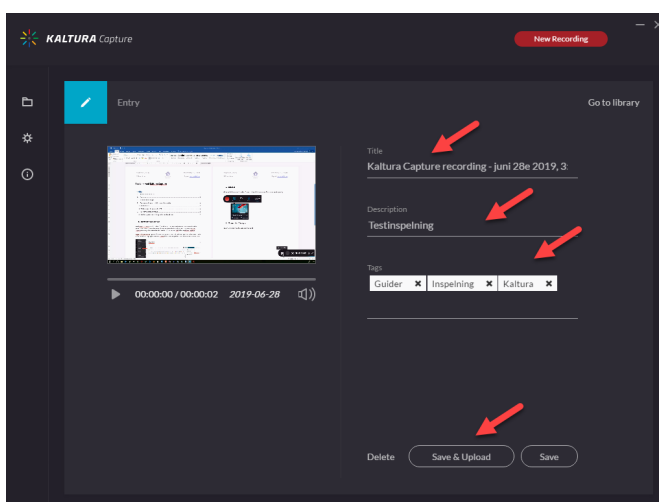 KALTURA Capture
New Recording
Entry
Go to library
Title
Kaltura Capture recording - juni 28e 2019, 3:
Description
Testinspelning
Tags
Guider ✖ Inspelning ✖ Kaltura ✖
00:00:00 / 00:00:02 2019-06-28
Delete Save & Upload Save